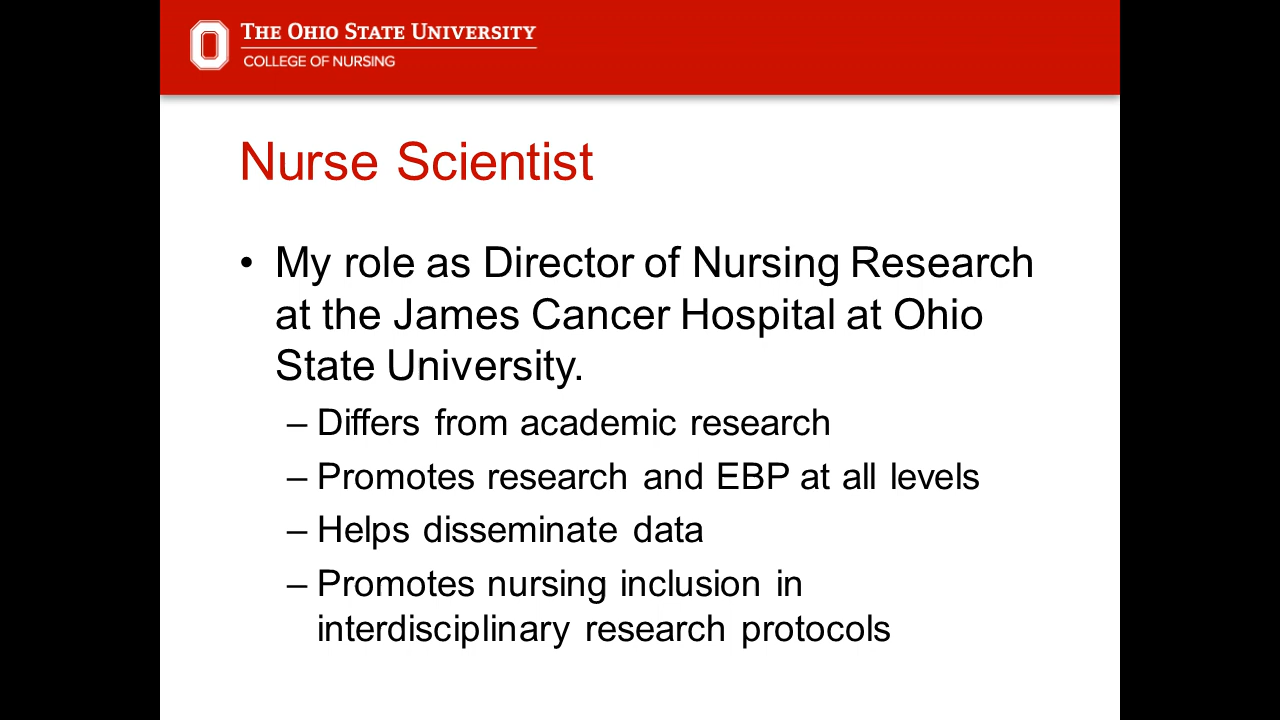 THE OHIO STATE UNIVERSITY
COLLEGE OF NURSING
Nurse Scientist
• My role as Director of Nursing Research
at the James Cancer Hospital at Ohio
State University.
– Differs from academic research
– Promotes research and EBP at all levels
– Helps disseminate data
– Promotes nursing inclusion in
interdisciplinary research protocols